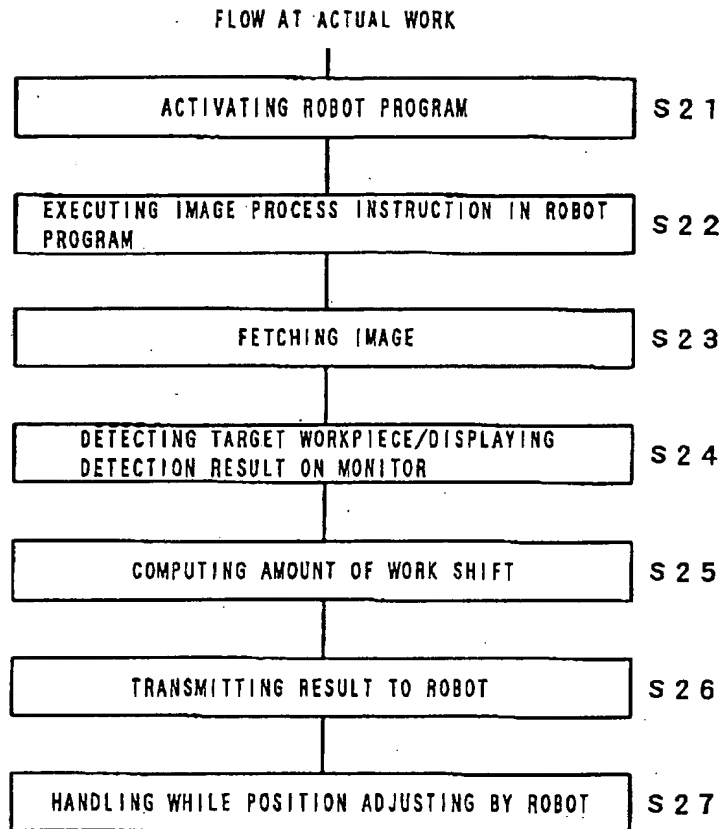 FLOW AT ACTUAL WORK
ACTIVATING ROBOT PROGRAM S21
EXECUTING IMAGE PROCESS INSTRUCTION IN ROBOT
PROGRAM S22
FETCHING IMAGE S23
DETECTING TARGET WORKPIECE/DISPLAYING
DETECTION RESULT ON MONITOR S24
COMPUTING AMOUNT OF WORK SHIFT S25
TRANSMITTING RESULT TO ROBOT S26
HANDLING WHILE POSITION ADJUSTING BY ROBOT S27